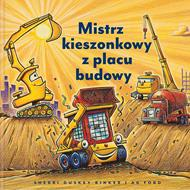 Mistrz
kieszonkowy
z placu
budowy
SHERRI DUSKEY RINKER I AG FORD